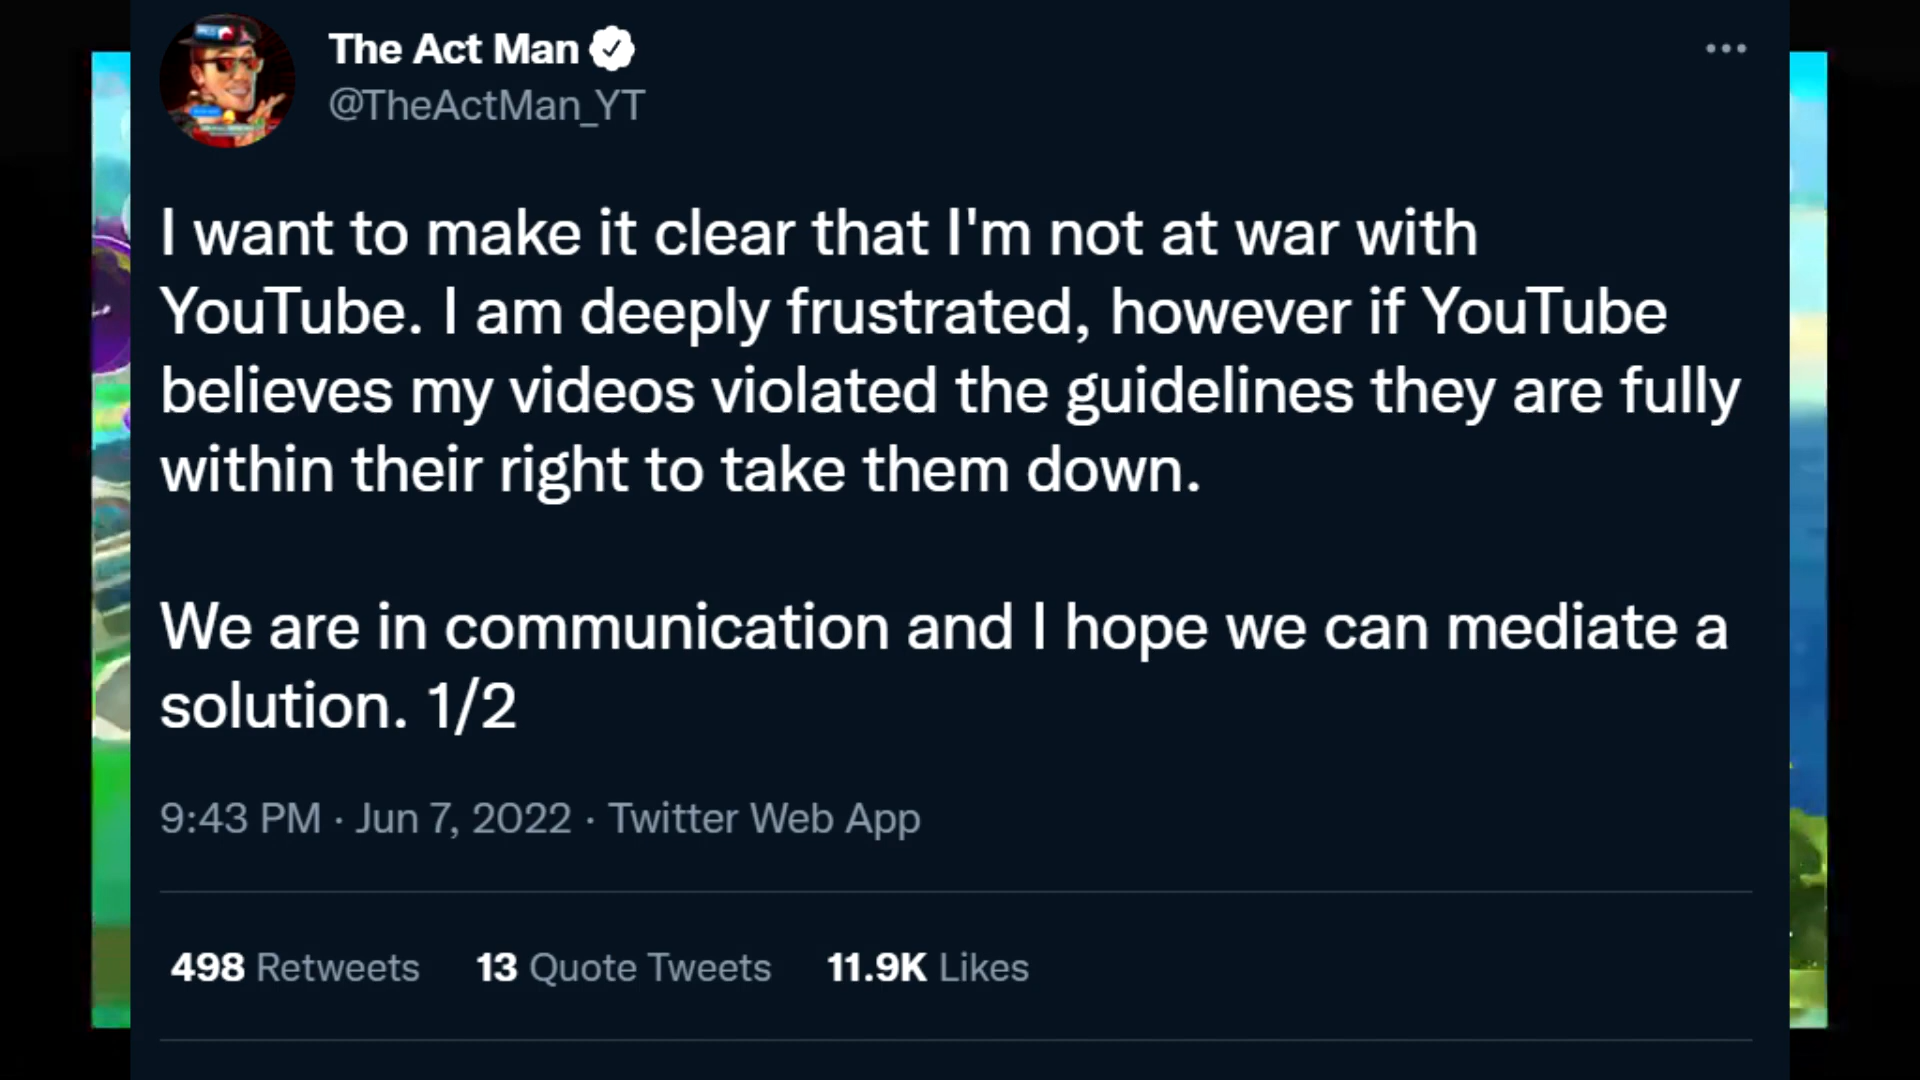 The Act Man
@TheActMan_YT
I want to make it clear that I'm not at war with
YouTube. I am deeply frustrated, however if YouTube
believes my videos violated the guidelines they are fully
within their right to take them down.
We are in communication and I hope we can mediate a
solution. 1/2
9:43 PM · Jun 7, 2022 · Twitter Web App
498 Retweets 13 Quote Tweets 11.9K Likes